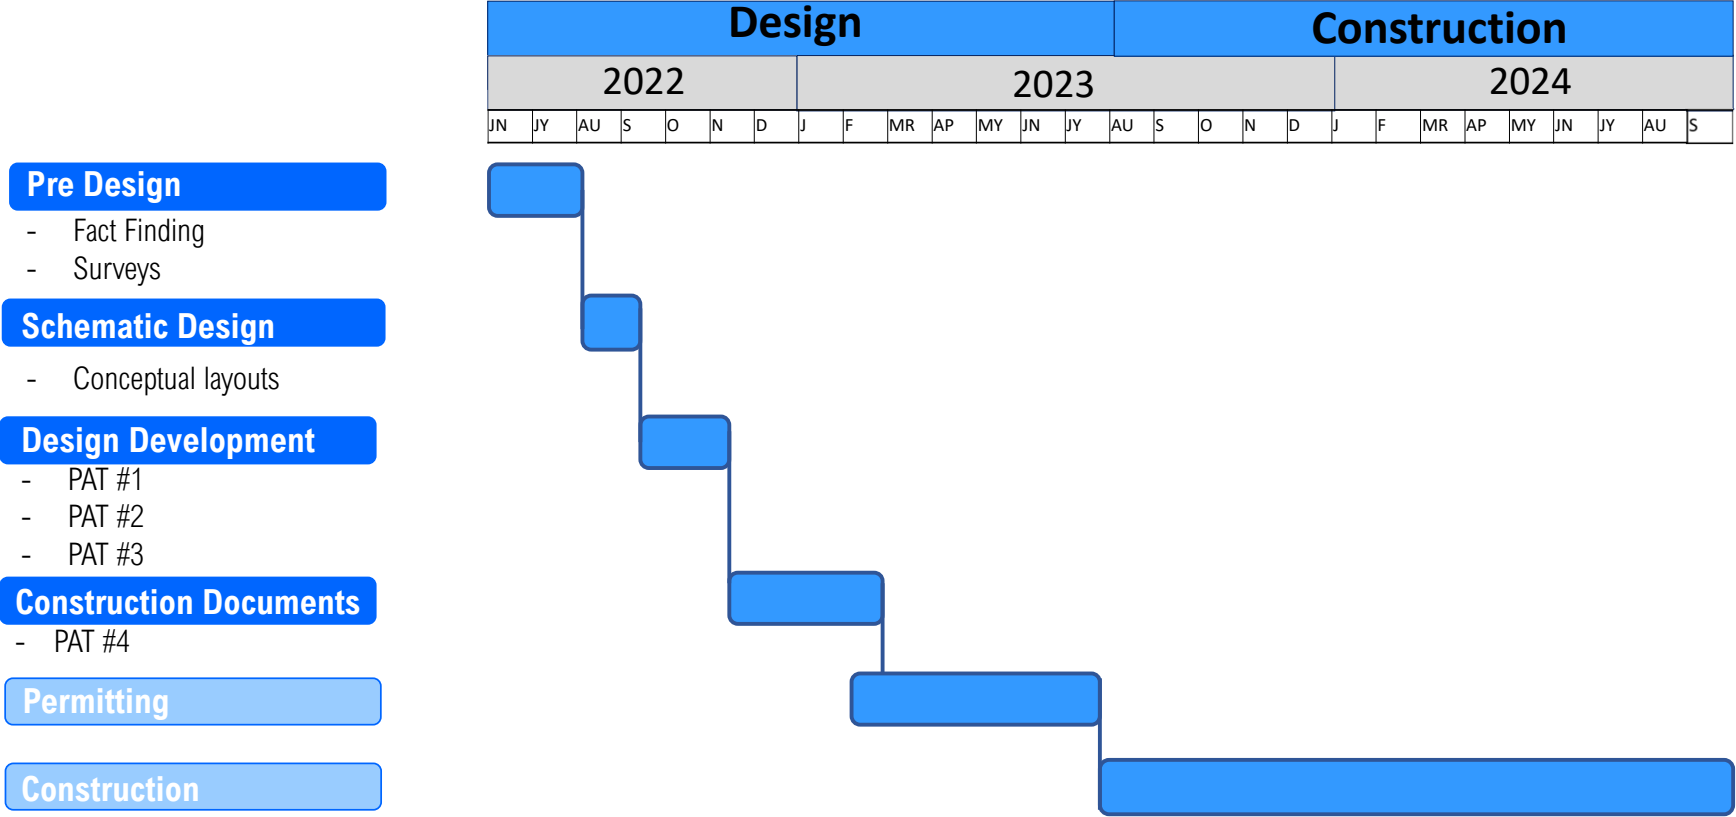 Design Construction
2022 2023 2024
JN JY AU S O N D J F MR AP MY JN JY AU S O N D J F MR AP MY JN JY AU S
Pre Design
- Fact Finding
- Surveys
Schematic Design
- Conceptual layouts
Design Development
- PAT #1
- PAT #2
- PAT #3
Construction Documents
- PAT #4
Permitting
Construction